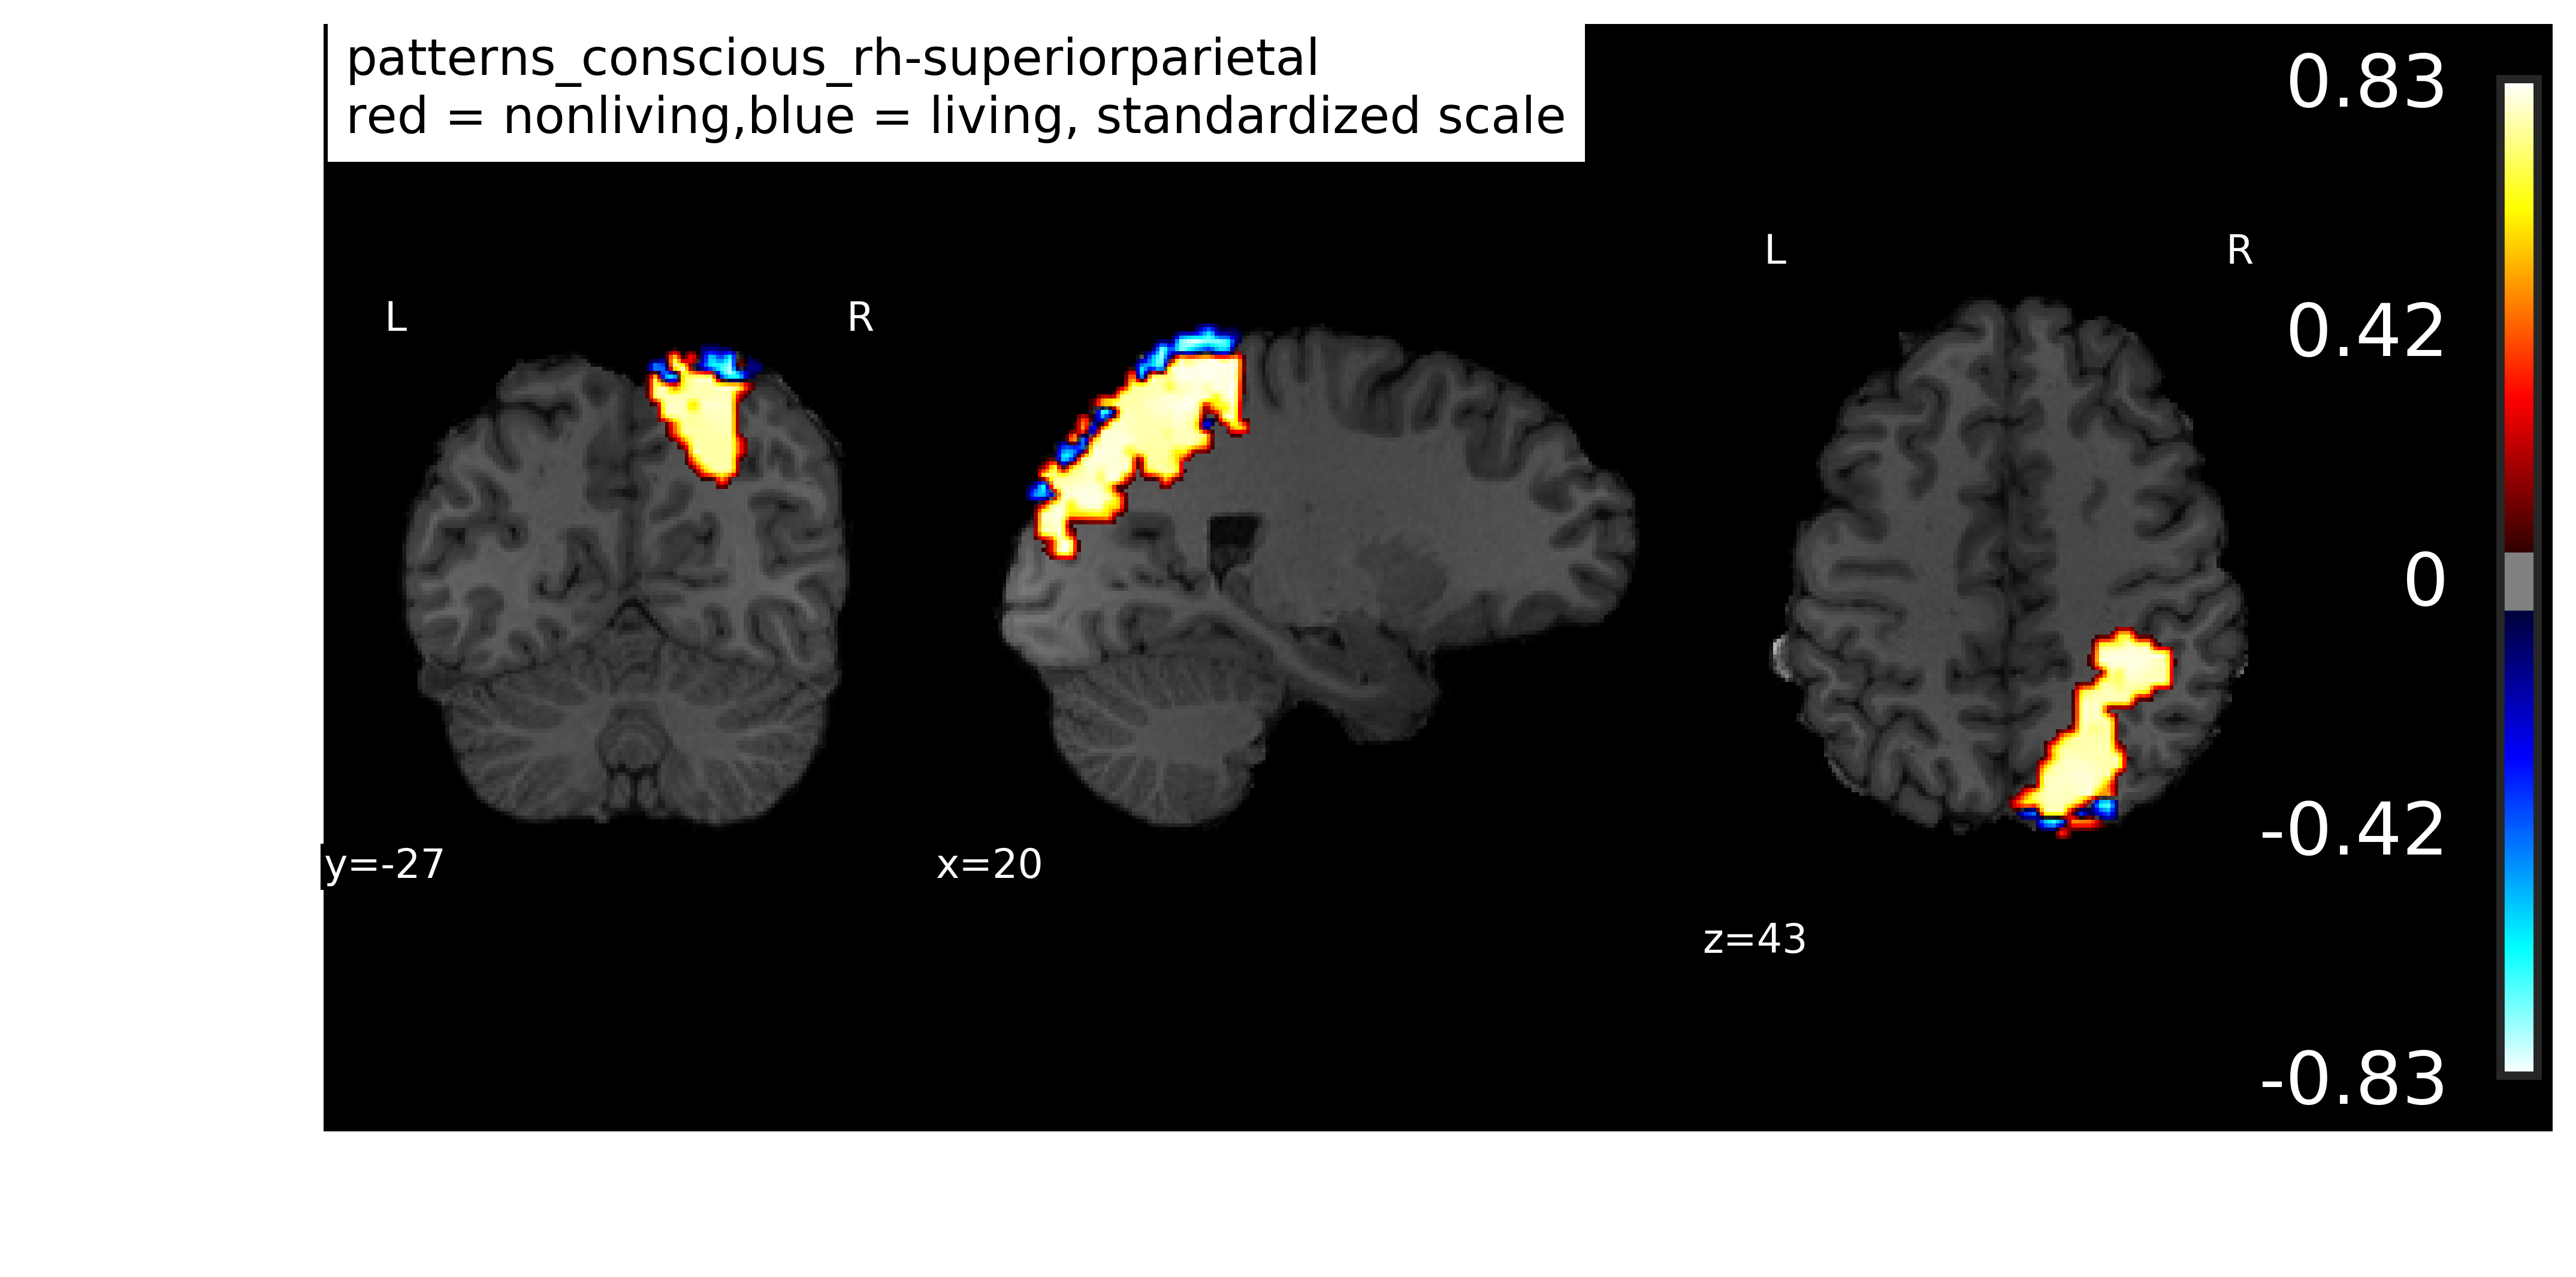 patterns_conscious_rh-superiorparietal
red = nonliving,blue = living, standardized scale
L R
y=-27
x=20
L R
z=43
0.83
0.42
0
-0.42
-0.83